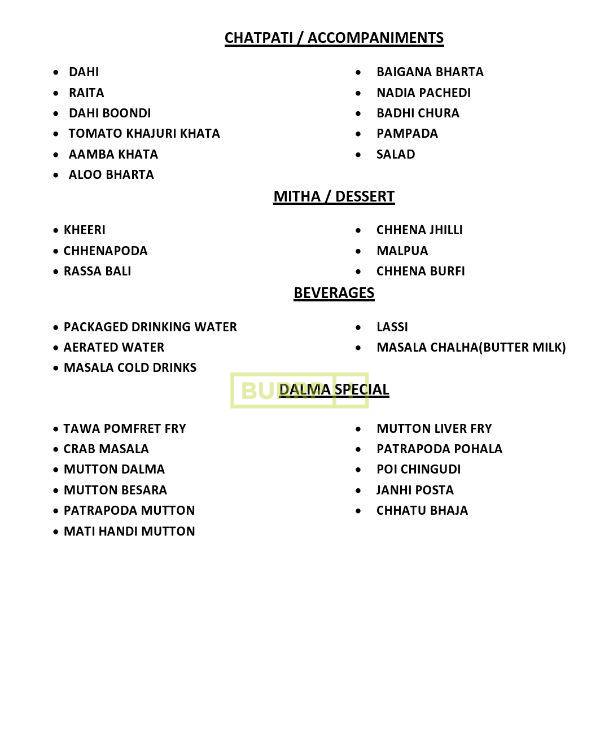 CHATPATI / ACCOMPANIMENTS
• DAHI
• RAITA
• DAHI BOONDI
• TOMATO KHAJURI KHATA
• AAMBA KHATA
• ALOO BHARTA
• BAIGANA BHARTA
• NADIA PACHEDI
• BADHI CHURA
• PAMPADA
• SALAD
MITHA / DESSERT
• KHEERI
• CHHENAPODA
• RASSA BALI
• CHHENA JHILLI
• MALPUA
• CHHENA BURFI
BEVERAGES
• PACKAGED DRINKING WATER
• AERATED WATER
• MASALA COLD DRINKS
• LASSI
• MASALA CHALHA(BUTTER MILK)
DALMA SPECIAL
• TAWA POMFRET FRY
• CRAB MASALA
• MUTTON DALMA
• MUTTON BESARA
• PATRAPODA MUTTON
• MATI HANDI MUTTON
• MUTTON LIVER FRY
• PATRAPODA POHALA
• POI CHINGUDI
• JANHI POSTA
• CHHATU BHAJA